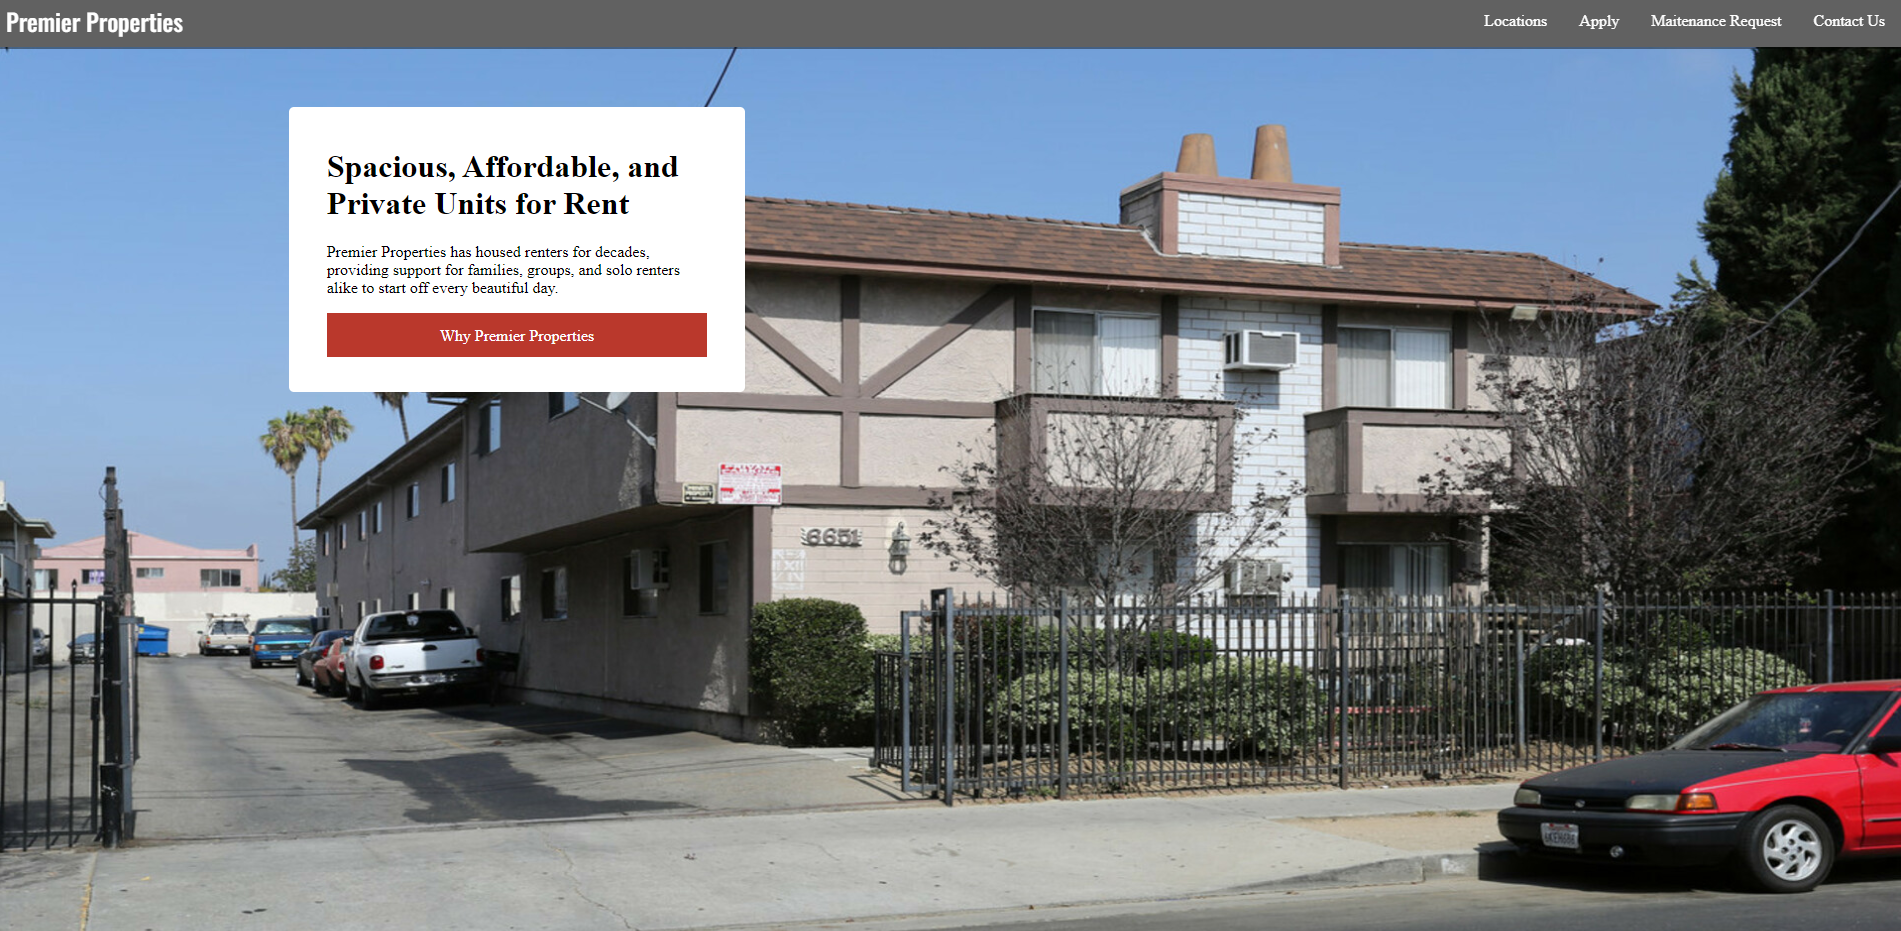 Premier Properties
Locations
Apply
Maitenance Request
Contact Us
Spacious, Affordable, and
Private Units for Rent
Premier Properties has housed renters for decades,
providing support for families, groups, and solo renters
alike to start off every beautiful day.
Why Premier Properties
PRIVATE
PROPERTY
6651